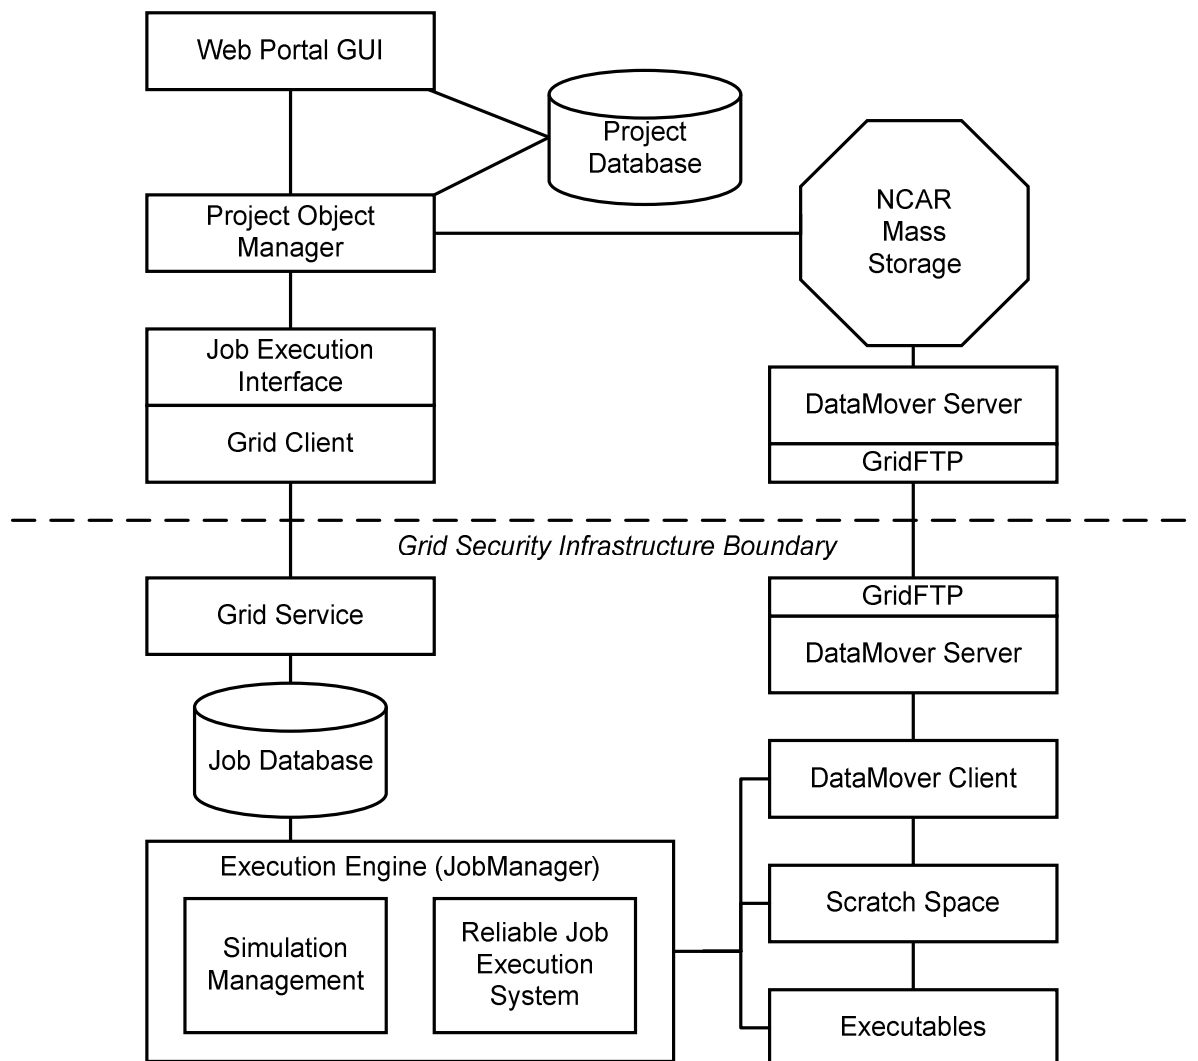 Web Portal GUI
Project
Database
Project Object
Manager
NCAR
Mass
Storage
Job Execution
Interface
Grid Client
DataMover Server
GridFTP
Grid Security Infrastructure Boundary
Grid Service
GridFTP
DataMover Server
Job Database
DataMover Client
Execution Engine (JobManager)
Simulation
Management
Reliable Job
Execution
System
Scratch Space
Executables